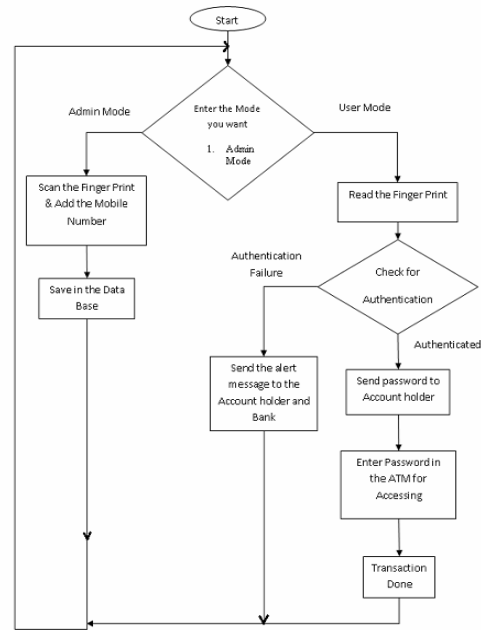 Start
Admin Mode
Enter the Mode
you want
1. Admin
Mode
User Mode
Scan the Finger Print
& Add the Mobile
Number
Read the Finger Print
Save in the Data
Base
Authentication
Failure
Check for
Authentication
Authenticated
Send the alert
message to the
Account holder and
Bank
Send password to
Account holder
Enter Password in
the ATM for
Accessing
Transaction
Done